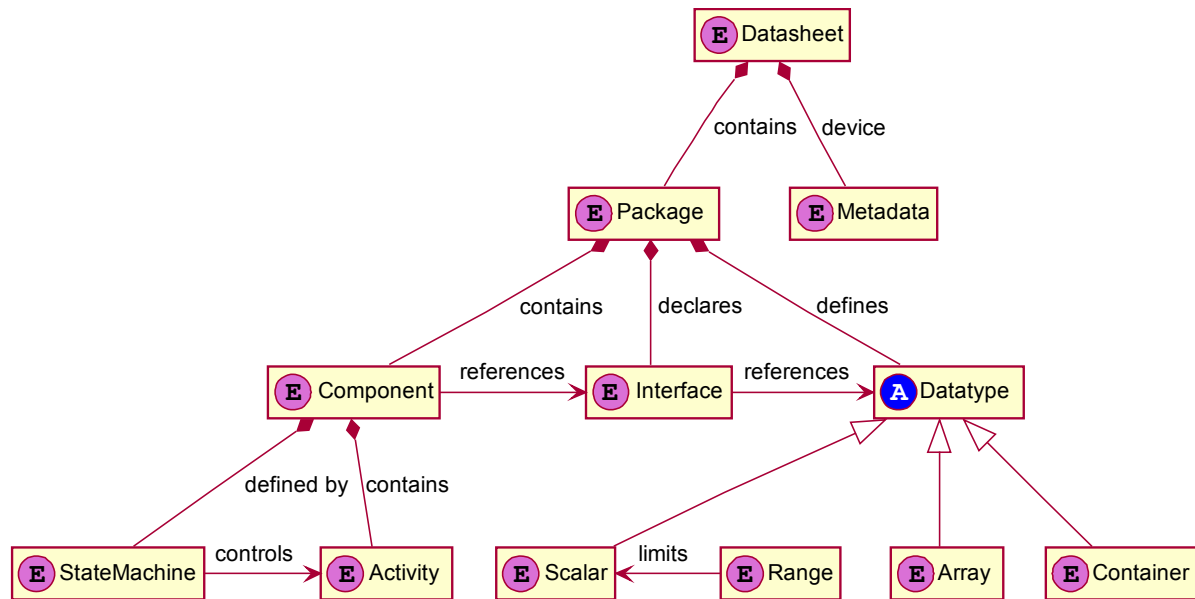 E Datasheet
contains
device
E Package
E Metadata
contains
declares
defines
E Component
references
E Interface
references
A Datatype
defined by
contains
E StateMachine
controls
E Activity
E Scalar
limits
E Range
E Array
E Container